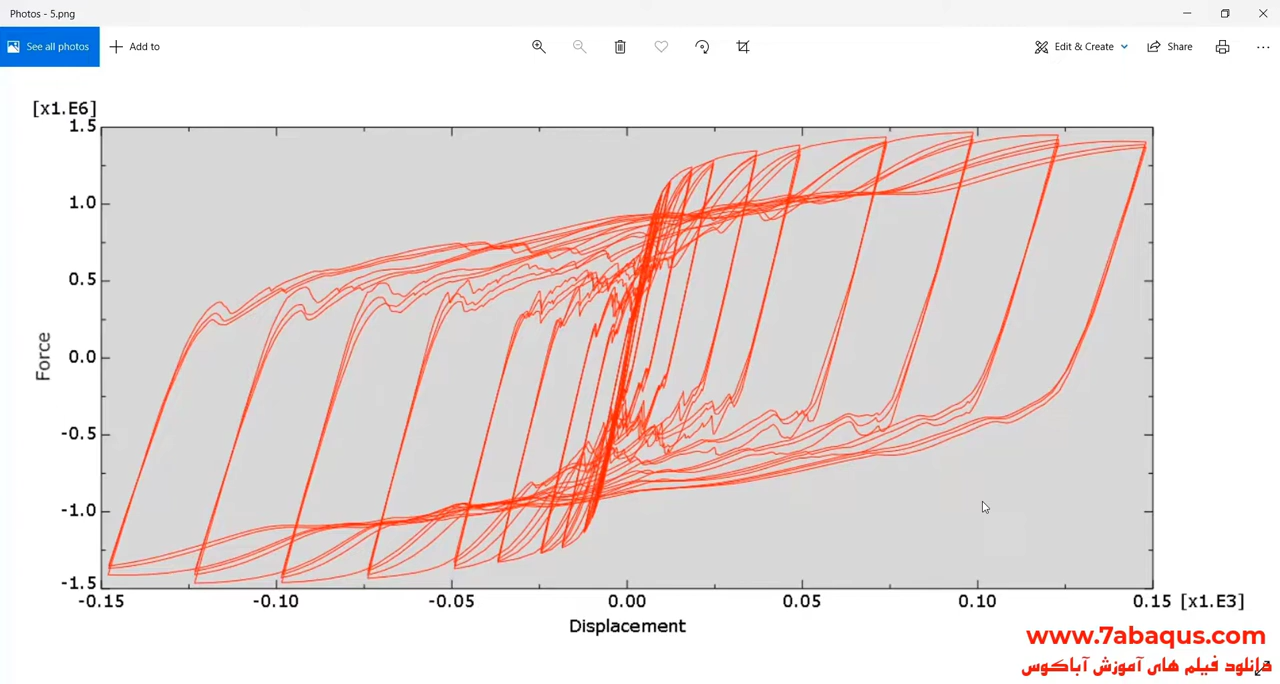 Photos - 5.png
See all photos
Add to
Edit & Create
Share
[x1.E6]
1.5
1.0
0.5
0.0
-0.5
-1.0
-1.5
Force
-0.15
-0.10
-0.05
0.00
0.05
0.10
0.15
[x1.E3]
Displacement
www.7abaqus.com
دانلود فیلم های آموزش آباکوس